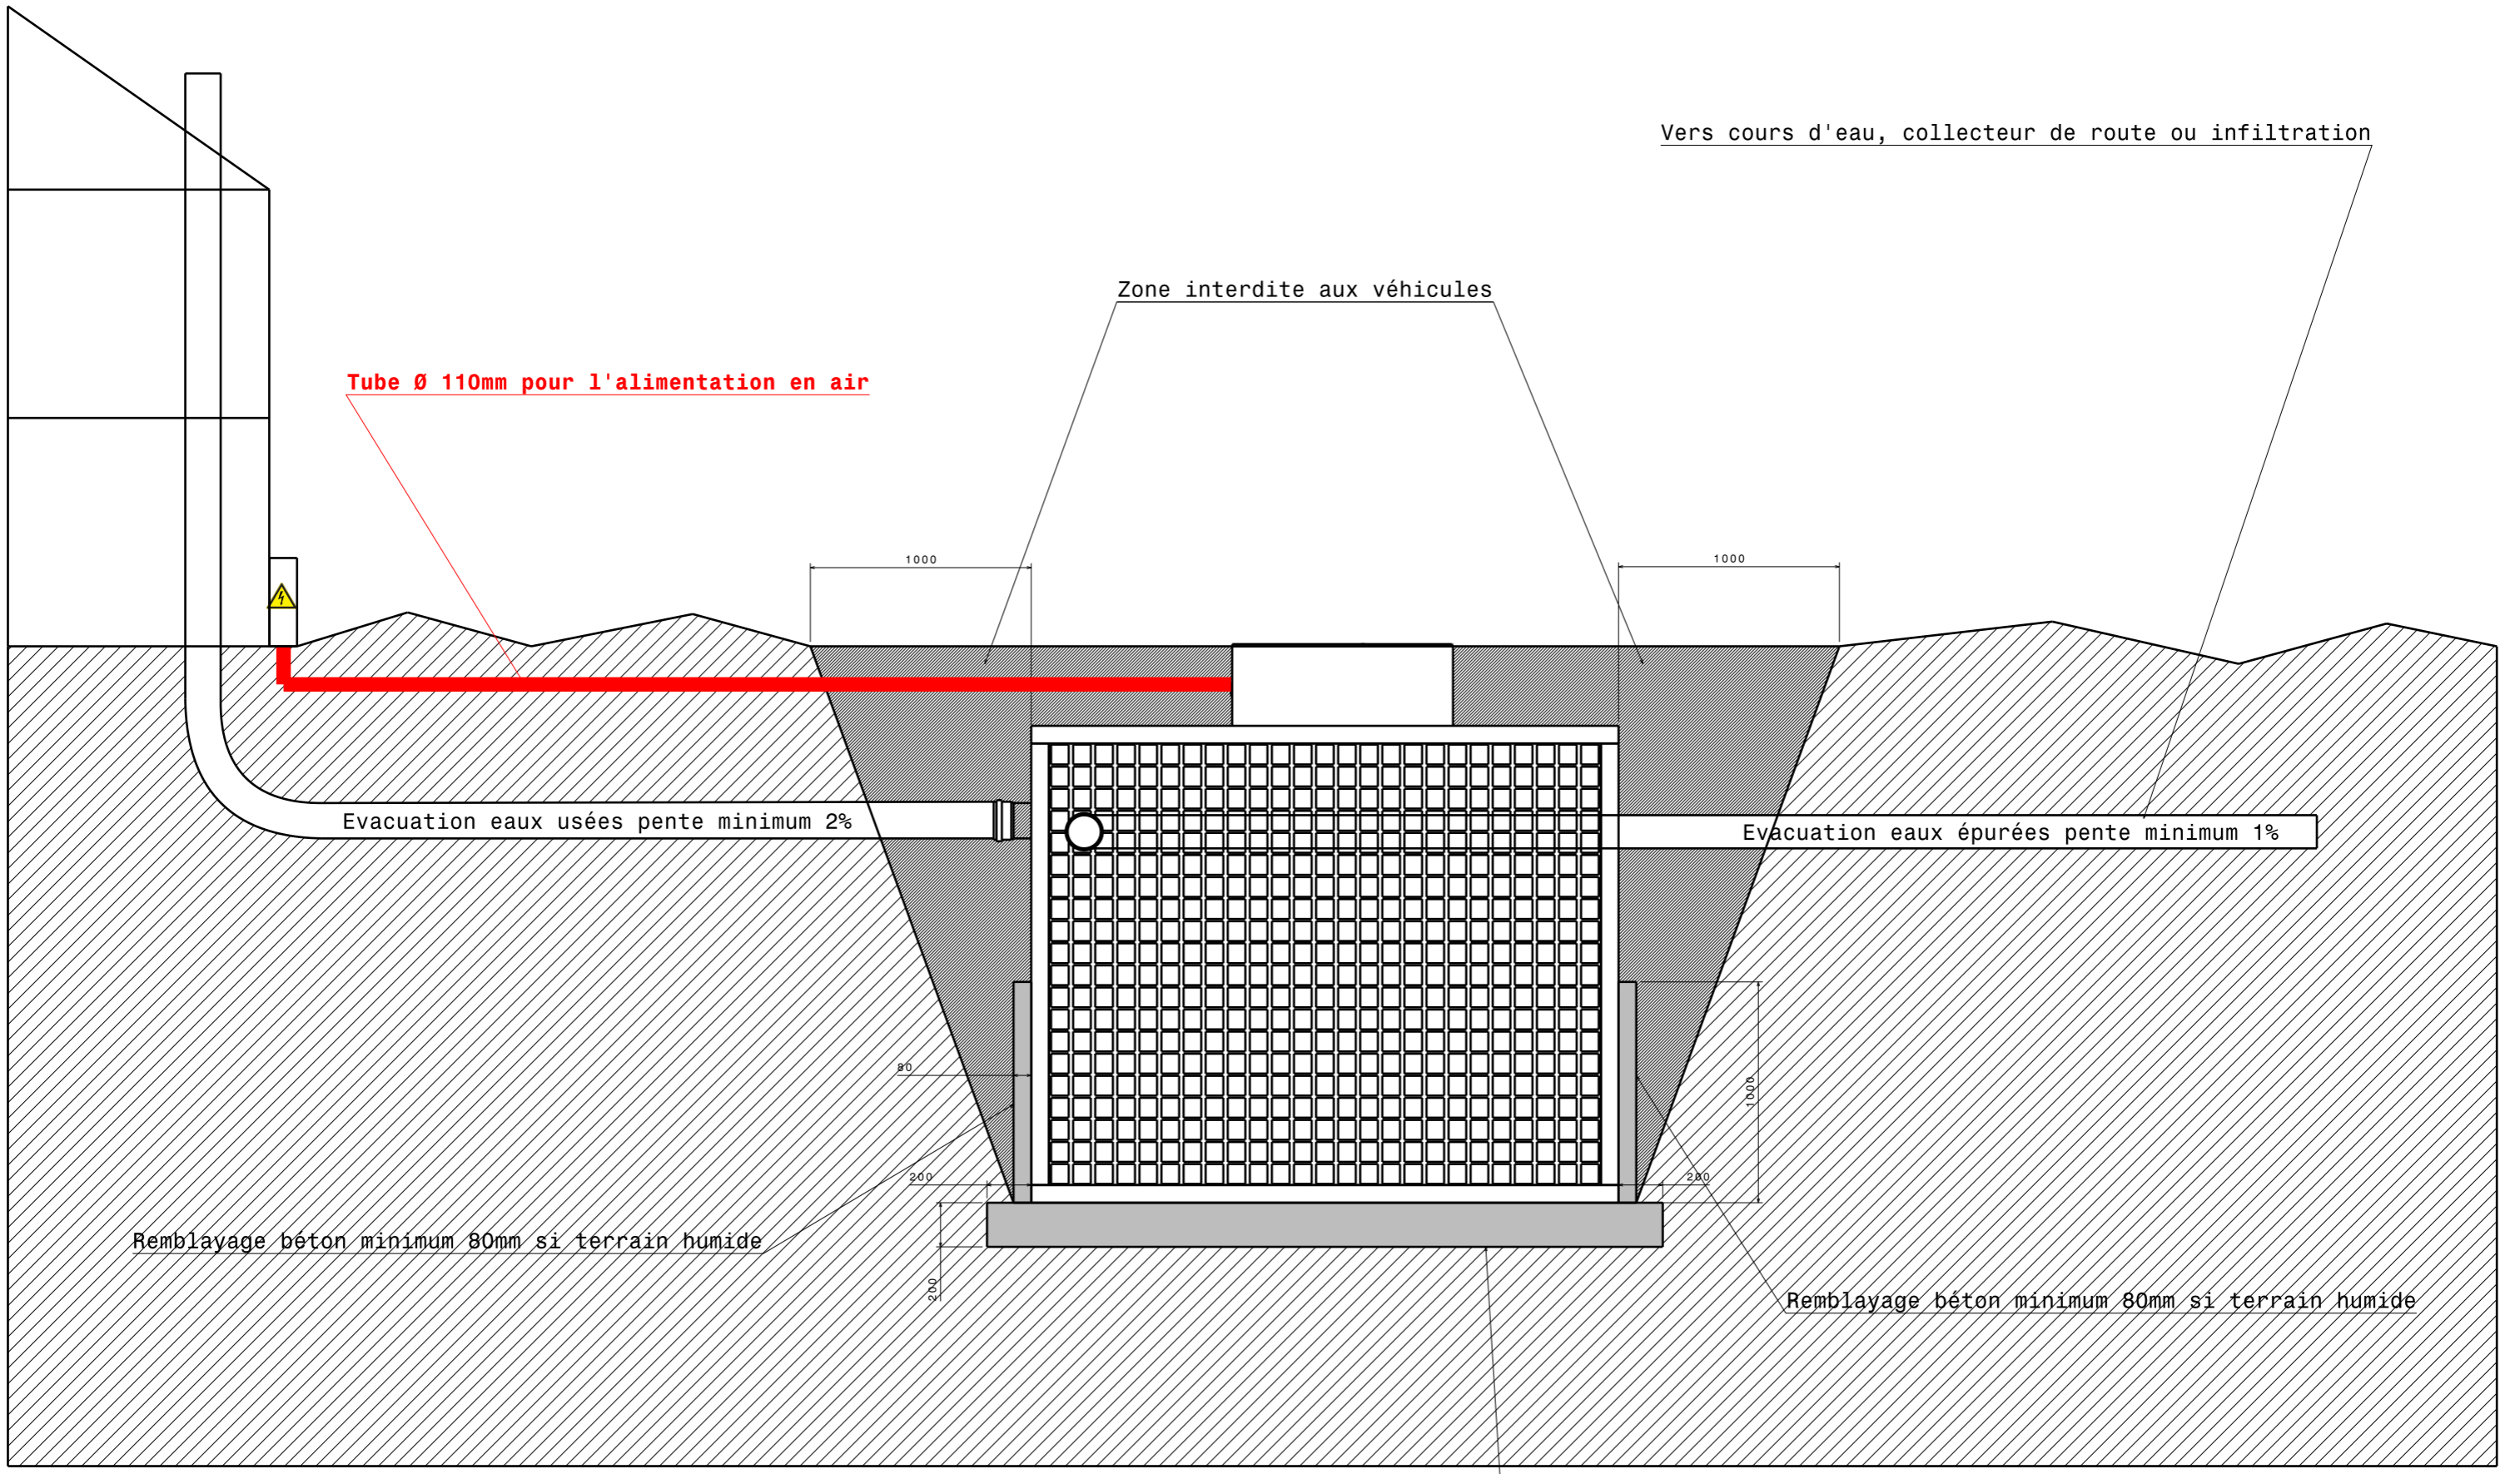 Vers cours d'eau, collecteur de route ou infiltration
Zone interdite aux véhicules
Tube Ø 110mm pour l'alimentation en air
1000
1000
Evacuation eaux usées pente minimum 2%
Evacuation eaux épurées pente minimum 1%
80
1000
200
200
Remblayage béton minimum 80mm si terrain humide
200
Remblayage béton minimum 80mm si terrain humide